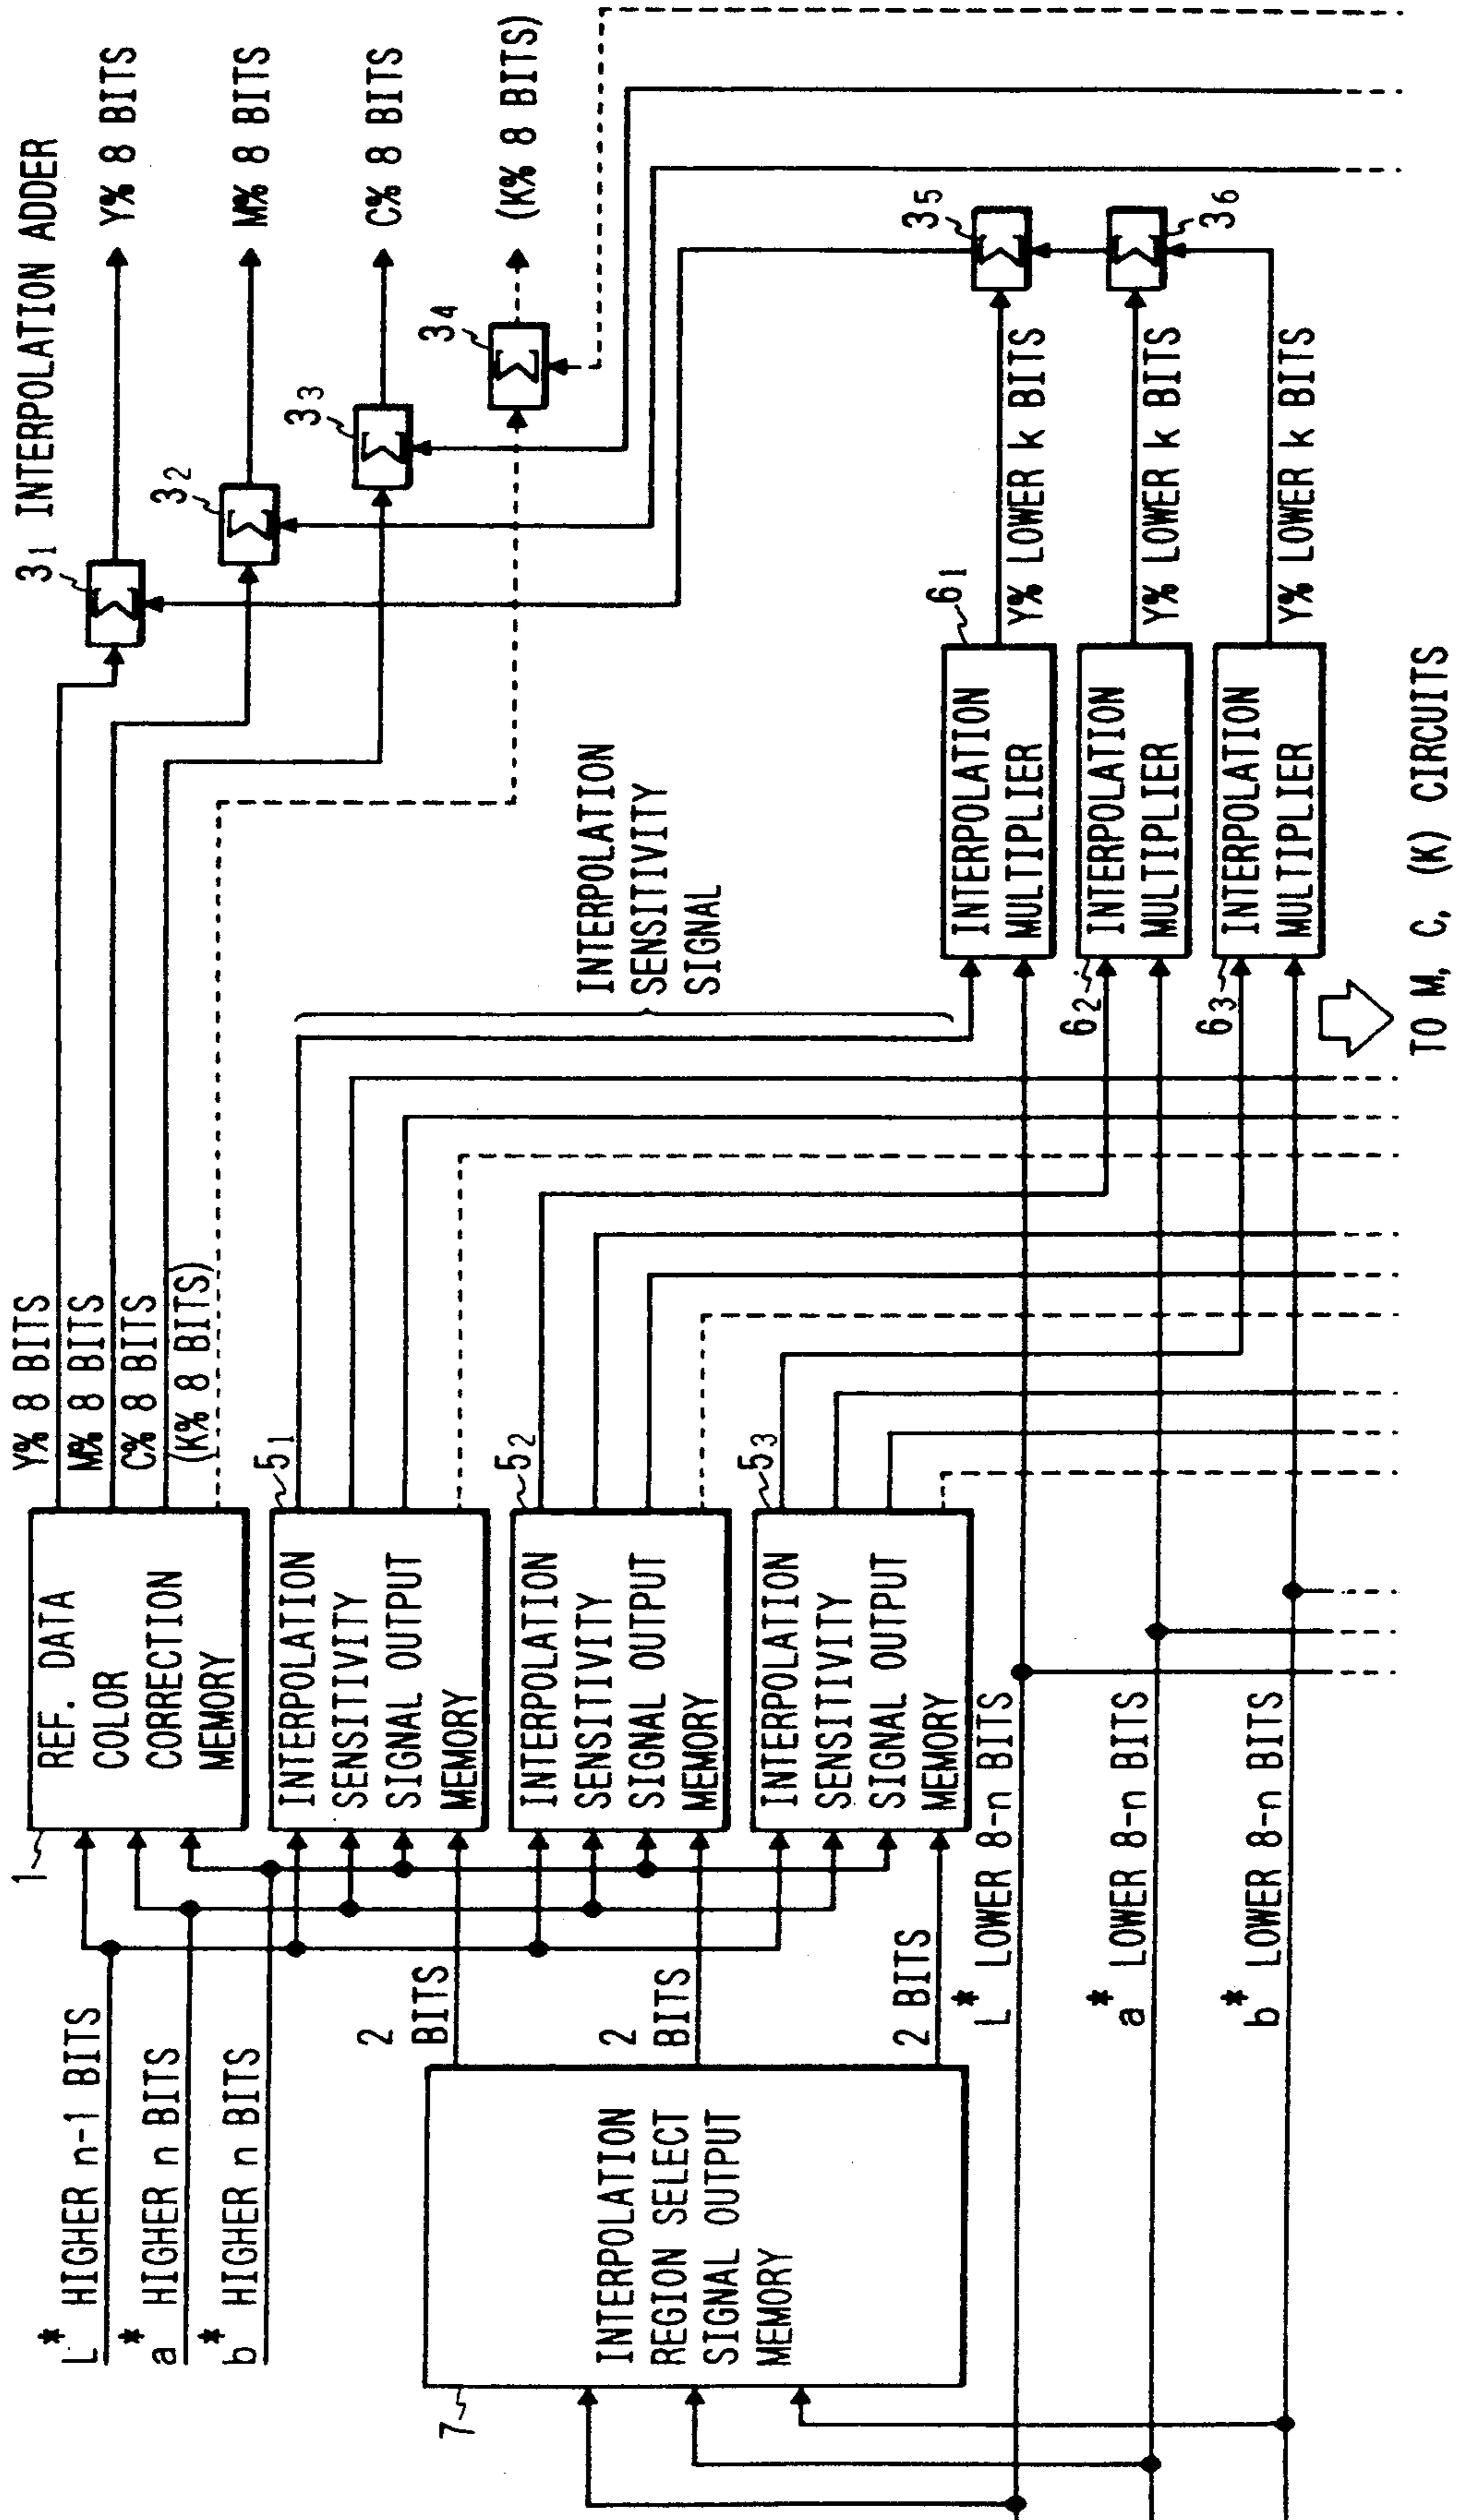 L* HIGHER n-1 BITS
a* HIGHER n BITS
b* HIGHER n BITS
1
REF. DATA
COLOR
CORRECTION
MEMORY
Y% 8 BITS
M% 8 BITS
C% 8 BITS
(K% 8 BITS)
31 INTERPOLATION ADDER
Σ
Y% 8 BITS
32
Σ
M% 8 BITS
33
Σ
C% 8 BITS
34
Σ
(K% 8 BITS)
51
INTERPOLATION
SENSITIVITY
SIGNAL OUTPUT
MEMORY
52
INTERPOLATION
SENSITIVITY
SIGNAL OUTPUT
MEMORY
53
INTERPOLATION
SENSITIVITY
SIGNAL OUTPUT
MEMORY
2
BITS
2
BITS
2 BITS
7
INTERPOLATION
REGION SELECT
SIGNAL OUTPUT
MEMORY
INTERPOLATION
SENSITIVITY
SIGNAL
L* LOWER 8-n BITS
a* LOWER 8-n BITS
b* LOWER 8-n BITS
61
INTERPOLATION
MULTIPLIER
Y% LOWER k BITS
35
Σ
62
INTERPOLATION
MULTIPLIER
Y% LOWER k BITS
36
Σ
63
INTERPOLATION
MULTIPLIER
Y% LOWER k BITS
TO M, C, (K) CIRCUITS